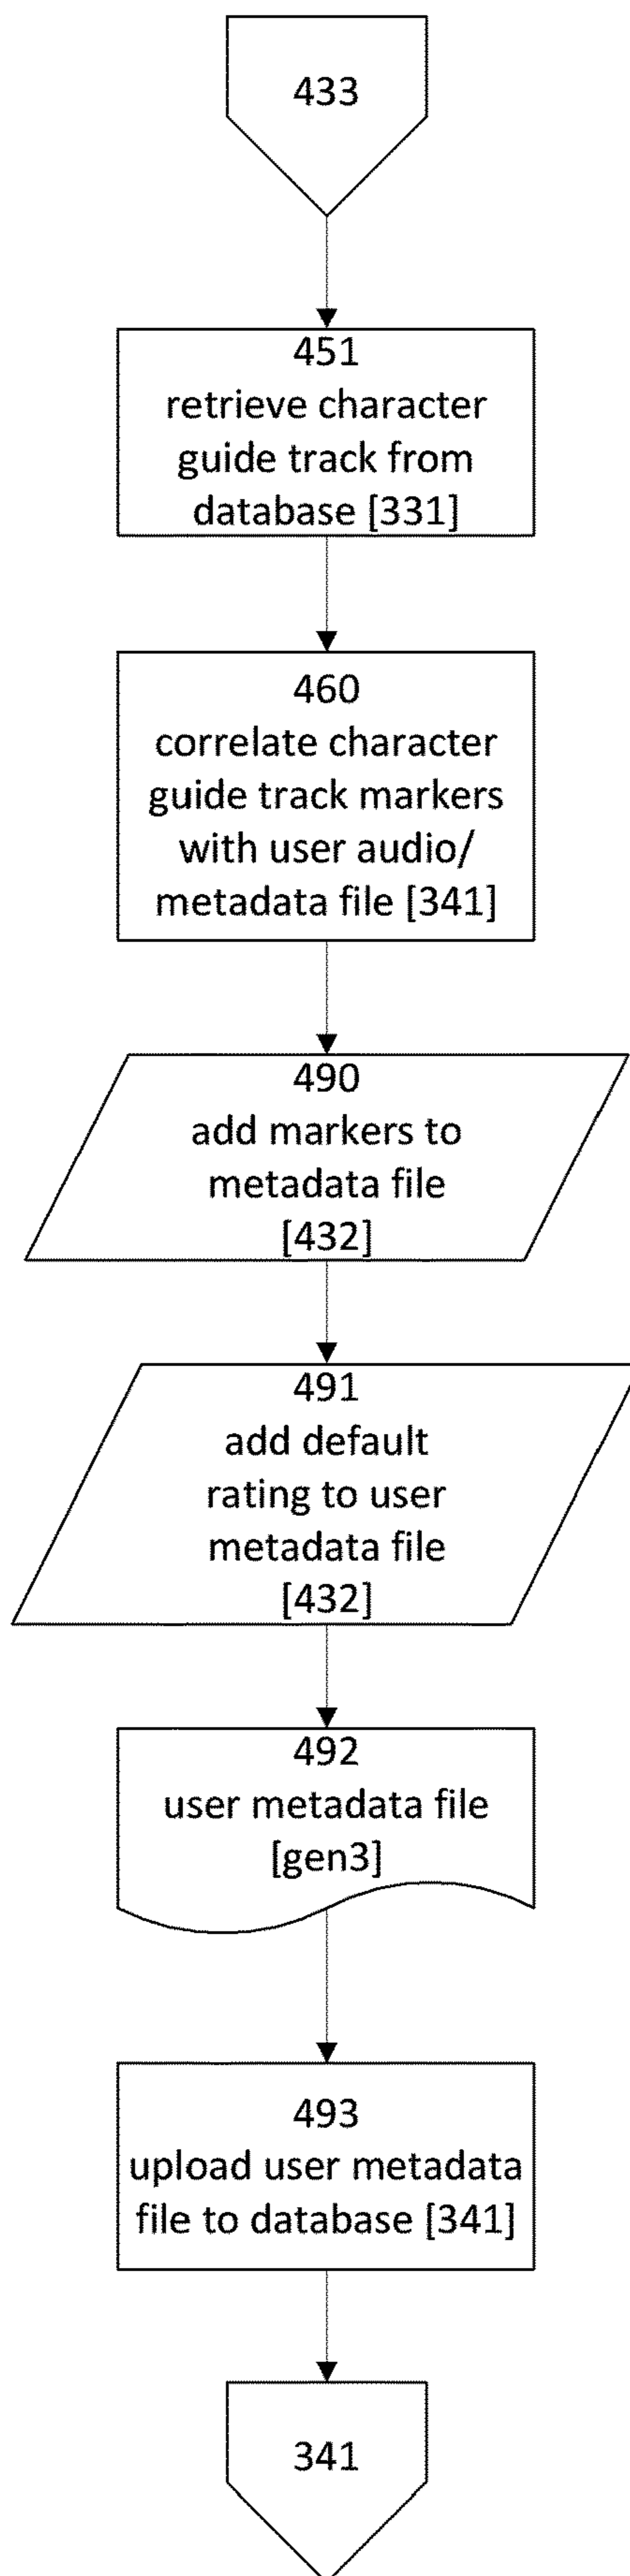 433
451
retrieve character
guide track from
database [331]
460
correlate character
guide track markers
with user audio/
metadata file [341]
490
add markers to
metadata file
[432]
491
add default
rating to user
metadata file
[432]
492
user metadata file
[gen3]
493
upload user metadata
file to database [341]
341